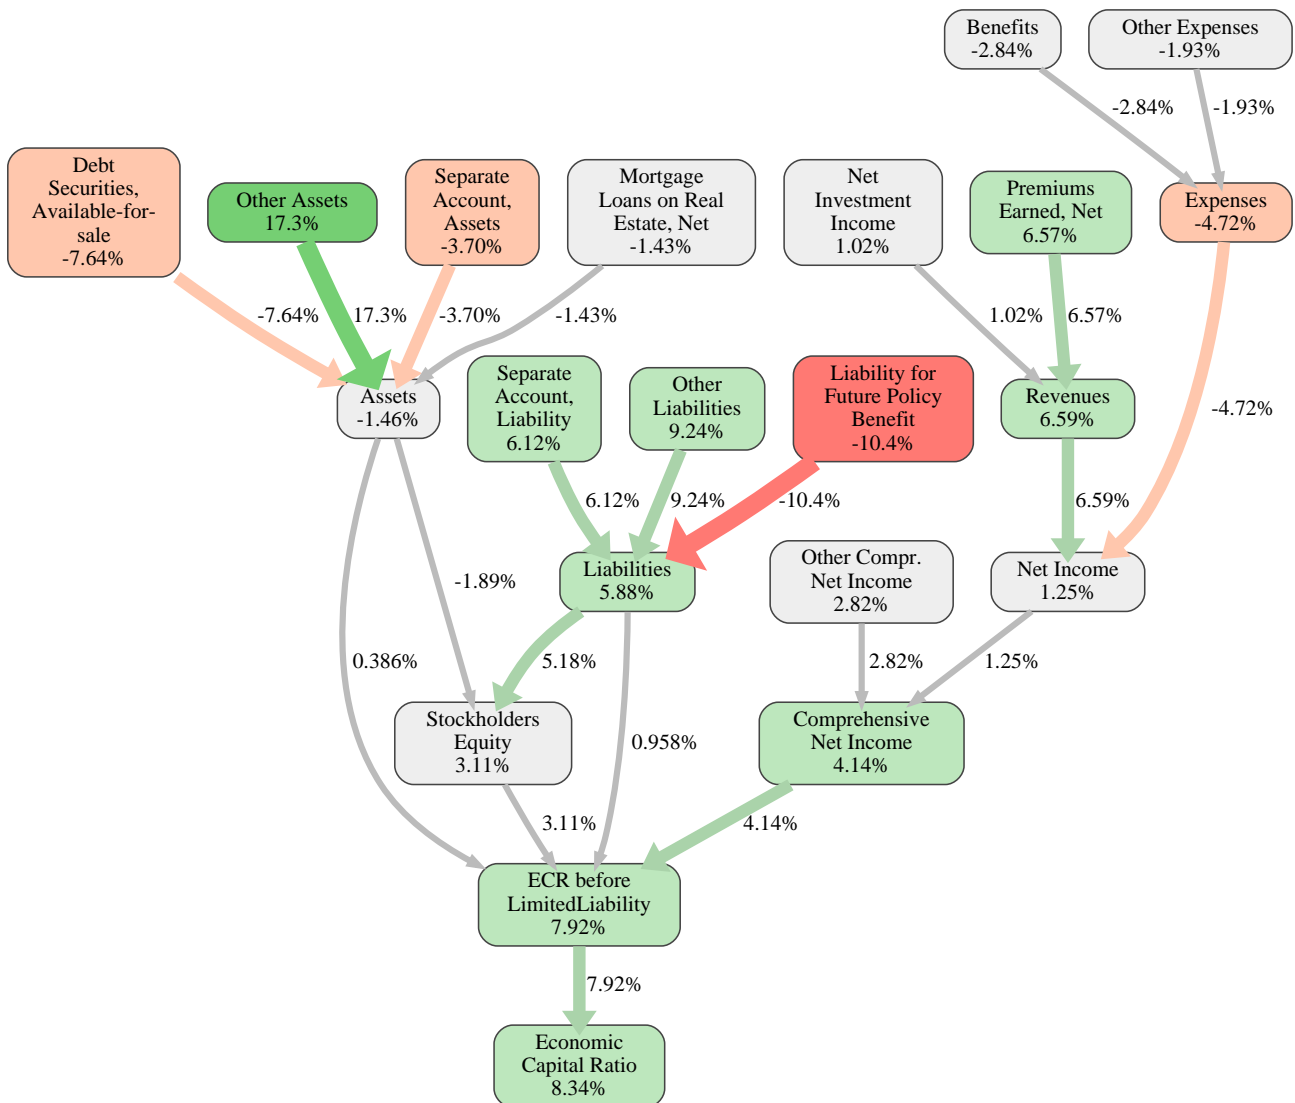 Benefits
-2.84%
Other Expenses
-1.93%
-2.84%
-1.93%
Debt
Securities,
Available-for-
sale
-7.64%
Other Assets
17.3%
Separate
Account,
Assets
-3.70%
Mortgage
Loans on Real
Estate, Net
-1.43%
Net
Investment
Income
1.02%
Premiums
Earned, Net
6.57%
Expenses
-4.72%
-7.64%
17.3%
-3.70%
-1.43%
1.02%
6.57%
Assets
-1.46%
Separate
Account,
Liability
6.12%
Other
Liabilities
9.24%
Liability for
Future Policy
Benefit
-10.4%
Revenues
6.59%
-4.72%
6.12%
9.24%
-10.4%
6.59%
-1.89%
Liabilities
5.88%
Other Compr.
Net Income
2.82%
Net Income
1.25%
0.386%
5.18%
2.82%
1.25%
Stockholders
Equity
3.11%
0.958%
Comprehensive
Net Income
4.14%
3.11%
4.14%
ECR before
LimitedLiability
7.92%
7.92%
Economic
Capital Ratio
8.34%